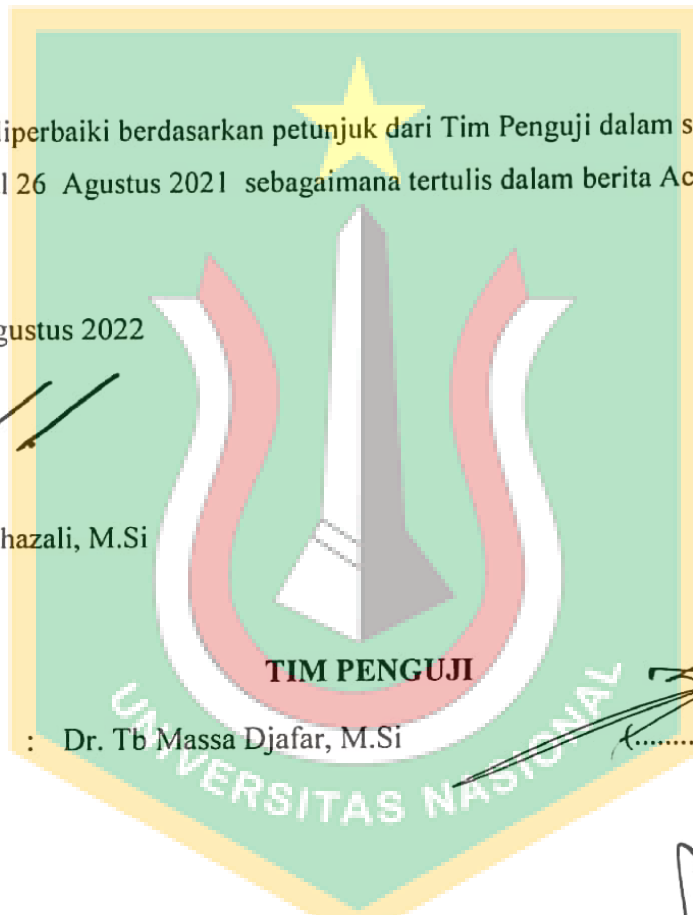 diperbaiki berdasarkan petunjuk dari Tim Penguji dalam s
l 26 Agustus 2021 sebagaimana tertulis dalam berita Ac
gustus 2022
hazali, M.Si
TIM PENGUJI
: Dr. Tb Massa Djafar, M.Si (..........
UNIVERSITAS NASIONAL